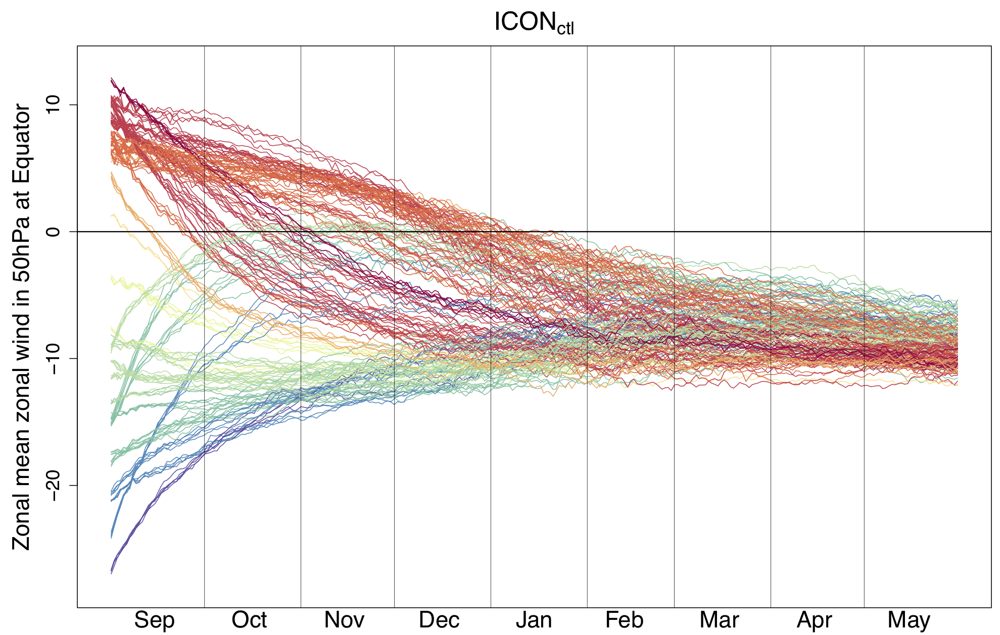 ICONctl
Zonal mean zonal wind in 50hPa at Equator
10
0
−10
−20
Sep Oct Nov Dec Jan Feb Mar Apr May